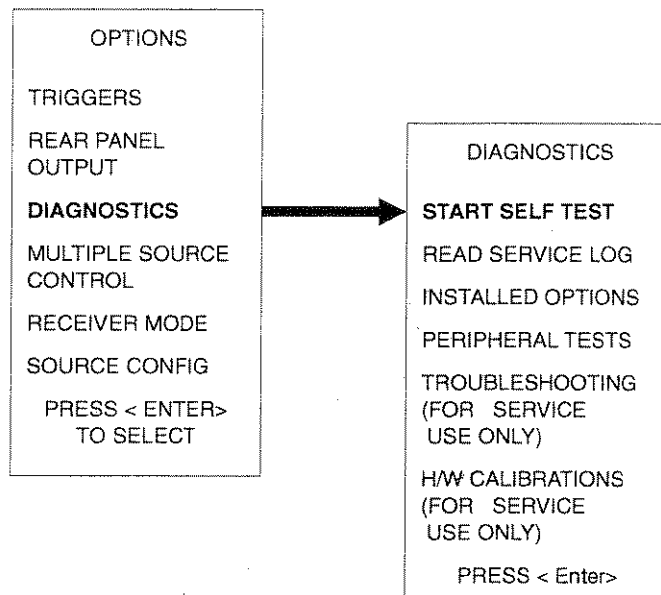 OPTIONS
TRIGGERS
REAR PANEL
OUTPUT
DIAGNOSTICS
MULTIPLE SOURCE
CONTROL
RECEIVER MODE
SOURCE CONFIG
PRESS < ENTER>
TO SELECT
DIAGNOSTICS
START SELF TEST
READ SERVICE LOG
INSTALLED OPTIONS
PERIPHERAL TESTS
TROUBLESHOOTING
(FOR SERVICE
USE ONLY)
H/W CALIBRATIONS
(FOR SERVICE
USE ONLY)
PRESS < Enter>